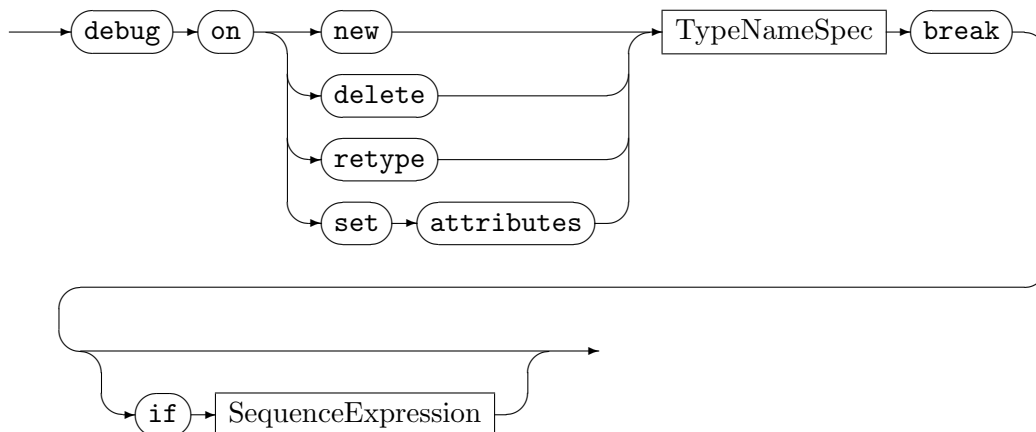 debug on new TypeNameSpec break
delete
retype
set attributes
if SequenceExpression